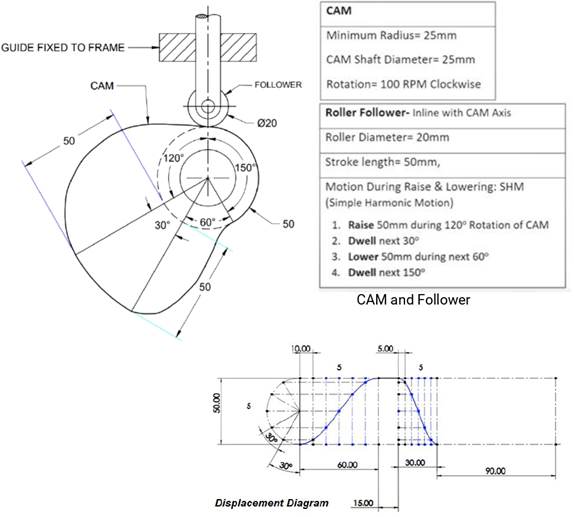 GUIDE FIXED TO FRAME
CAM
FOLLOWER
Ø20
50
120°
150°
30°
60°
50
50
CAM
Minimum Radius= 25mm
CAM Shaft Diameter= 25mm
Rotation= 100 RPM Clockwise
Roller Follower- Inline with CAM Axis
Roller Diameter= 20mm
Stroke length= 50mm,
Motion During Raise & Lowering: SHM
(Simple Harmonic Motion)
1. Raise 50mm during 120° Rotation of CAM
2. Dwell next 30°
3. Lower 50mm during next 60°
4. Dwell next 150°
CAM and Follower
10.00
5.00
5
5
50.00
5
30°
30°
60.00
30.00
90.00
15.00
Displacement Diagram